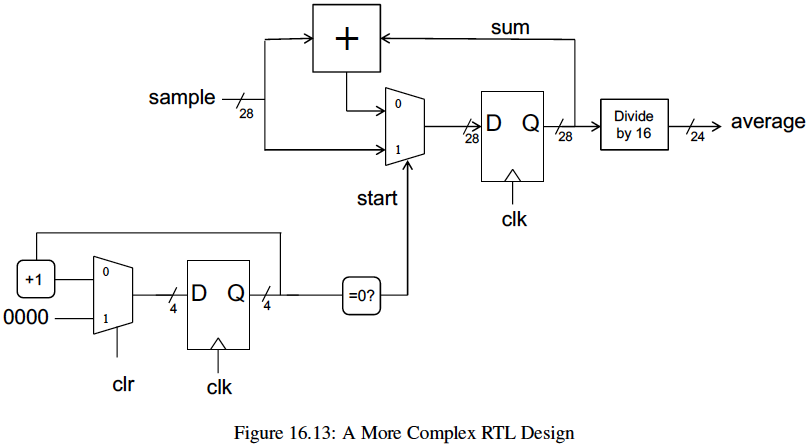 +
sum
sample
28
0
1
28
D Q
28
Divide
by 16
24
average
start
clk
+1
0
0000
1
4
D Q
4
=0?
clr
clk
Figure 16.13: A More Complex RTL Design